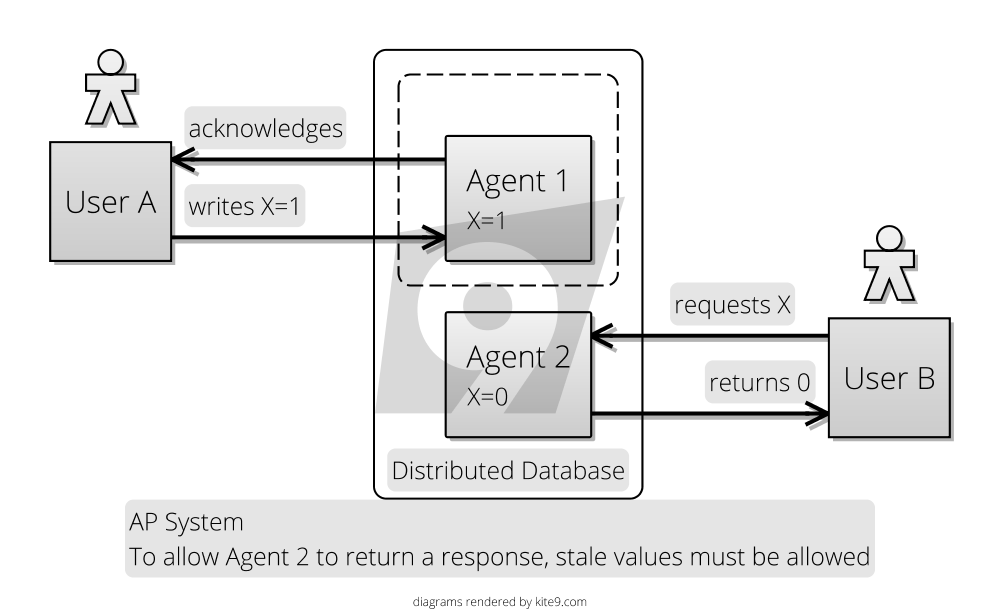 acknowledges
User A
writes X=1
Agent 1
X=1
requests X
Agent 2
X=0
returns 0
User B
Distributed Database
AP System
To allow Agent 2 to return a response, stale values must be allowed
diagrams rendered by kite9.com